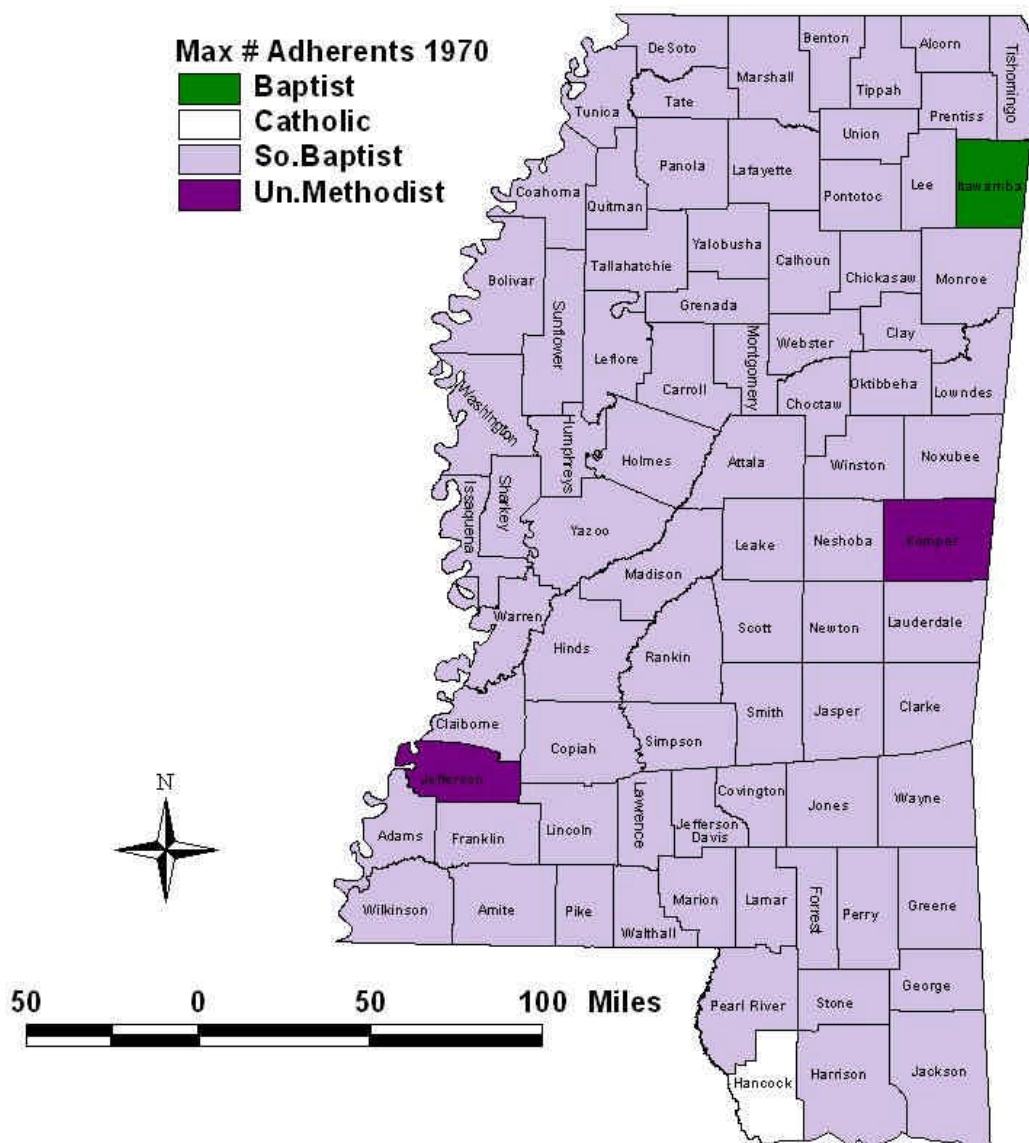 Max # Adherents 1970
Baptist
Catholic
So.Baptist
Un.Methodist
DeSoto
Marshall
Benton
Tippah
Alcorn
Tishomingo
Tunica
Tate
Prentiss
Union
Panola
Lafayette
Pontotoc
Lee
Itawamba
Coahoma
Quitman
Yalobusha
Calhoun
Chickasaw
Monroe
Tallahatchie
Bolivar
Sunflower
Grenada
Leflore
Carroll
Montgomery
Webster
Clay
Oktibbeha
Lowndes
Choctaw
Washington
Humphreys
Holmes
Attala
Winston
Noxubee
Issaquena
Sharkey
Yazoo
Leake
Neshoba
Kemper
Madison
Warren
Hinds
Rankin
Scott
Newton
Lauderdale
Claiborne
Copiah
Simpson
Smith
Jasper
Clarke
Jefferson
Adams
Franklin
Lincoln
Lawrence
Jefferson
Davis
Covington
Jones
Wayne
Wilkinson
Amite
Pike
Walthall
Marion
Lamar
Forrest
Perry
Greene
Pearl River
Stone
George
Hancock
Harrison
Jackson
N
50 0 50 100 Miles